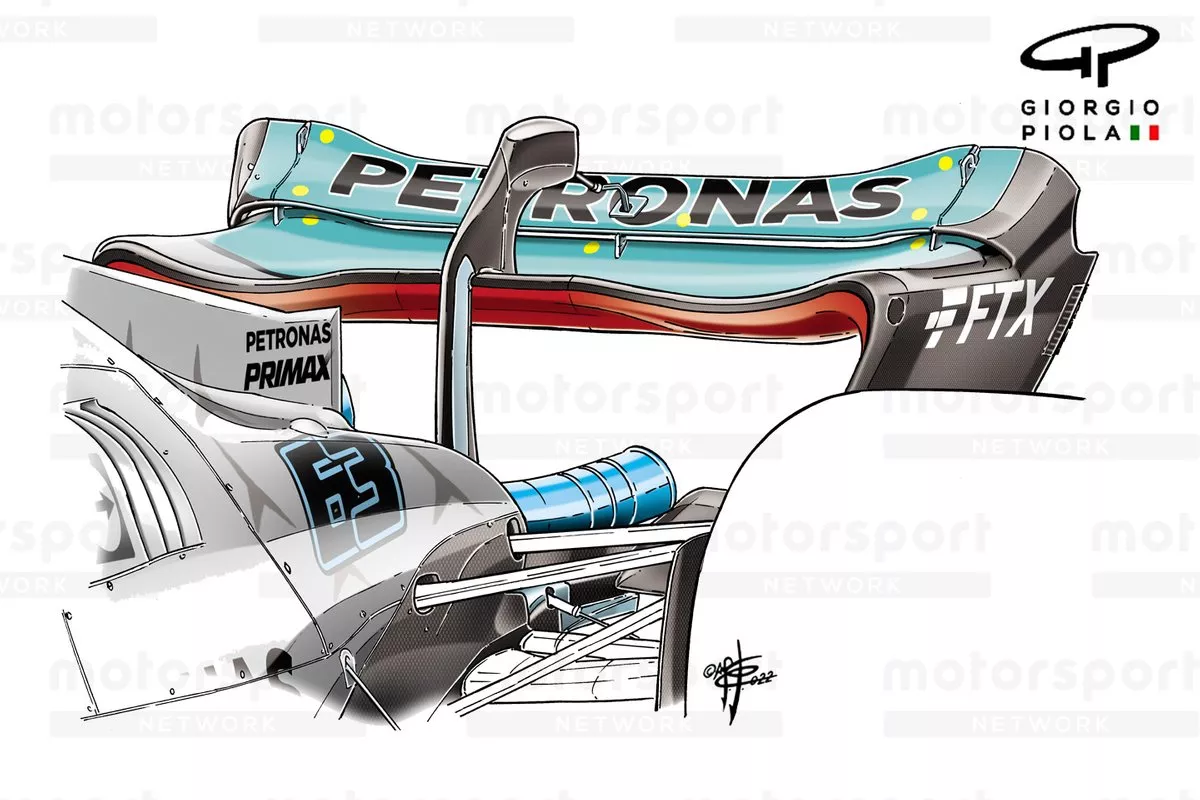 GIORGIO
PIOLA
PETRONAS
FTX
PETRONAS
PRIMAX
63
motorsport
NETWORK